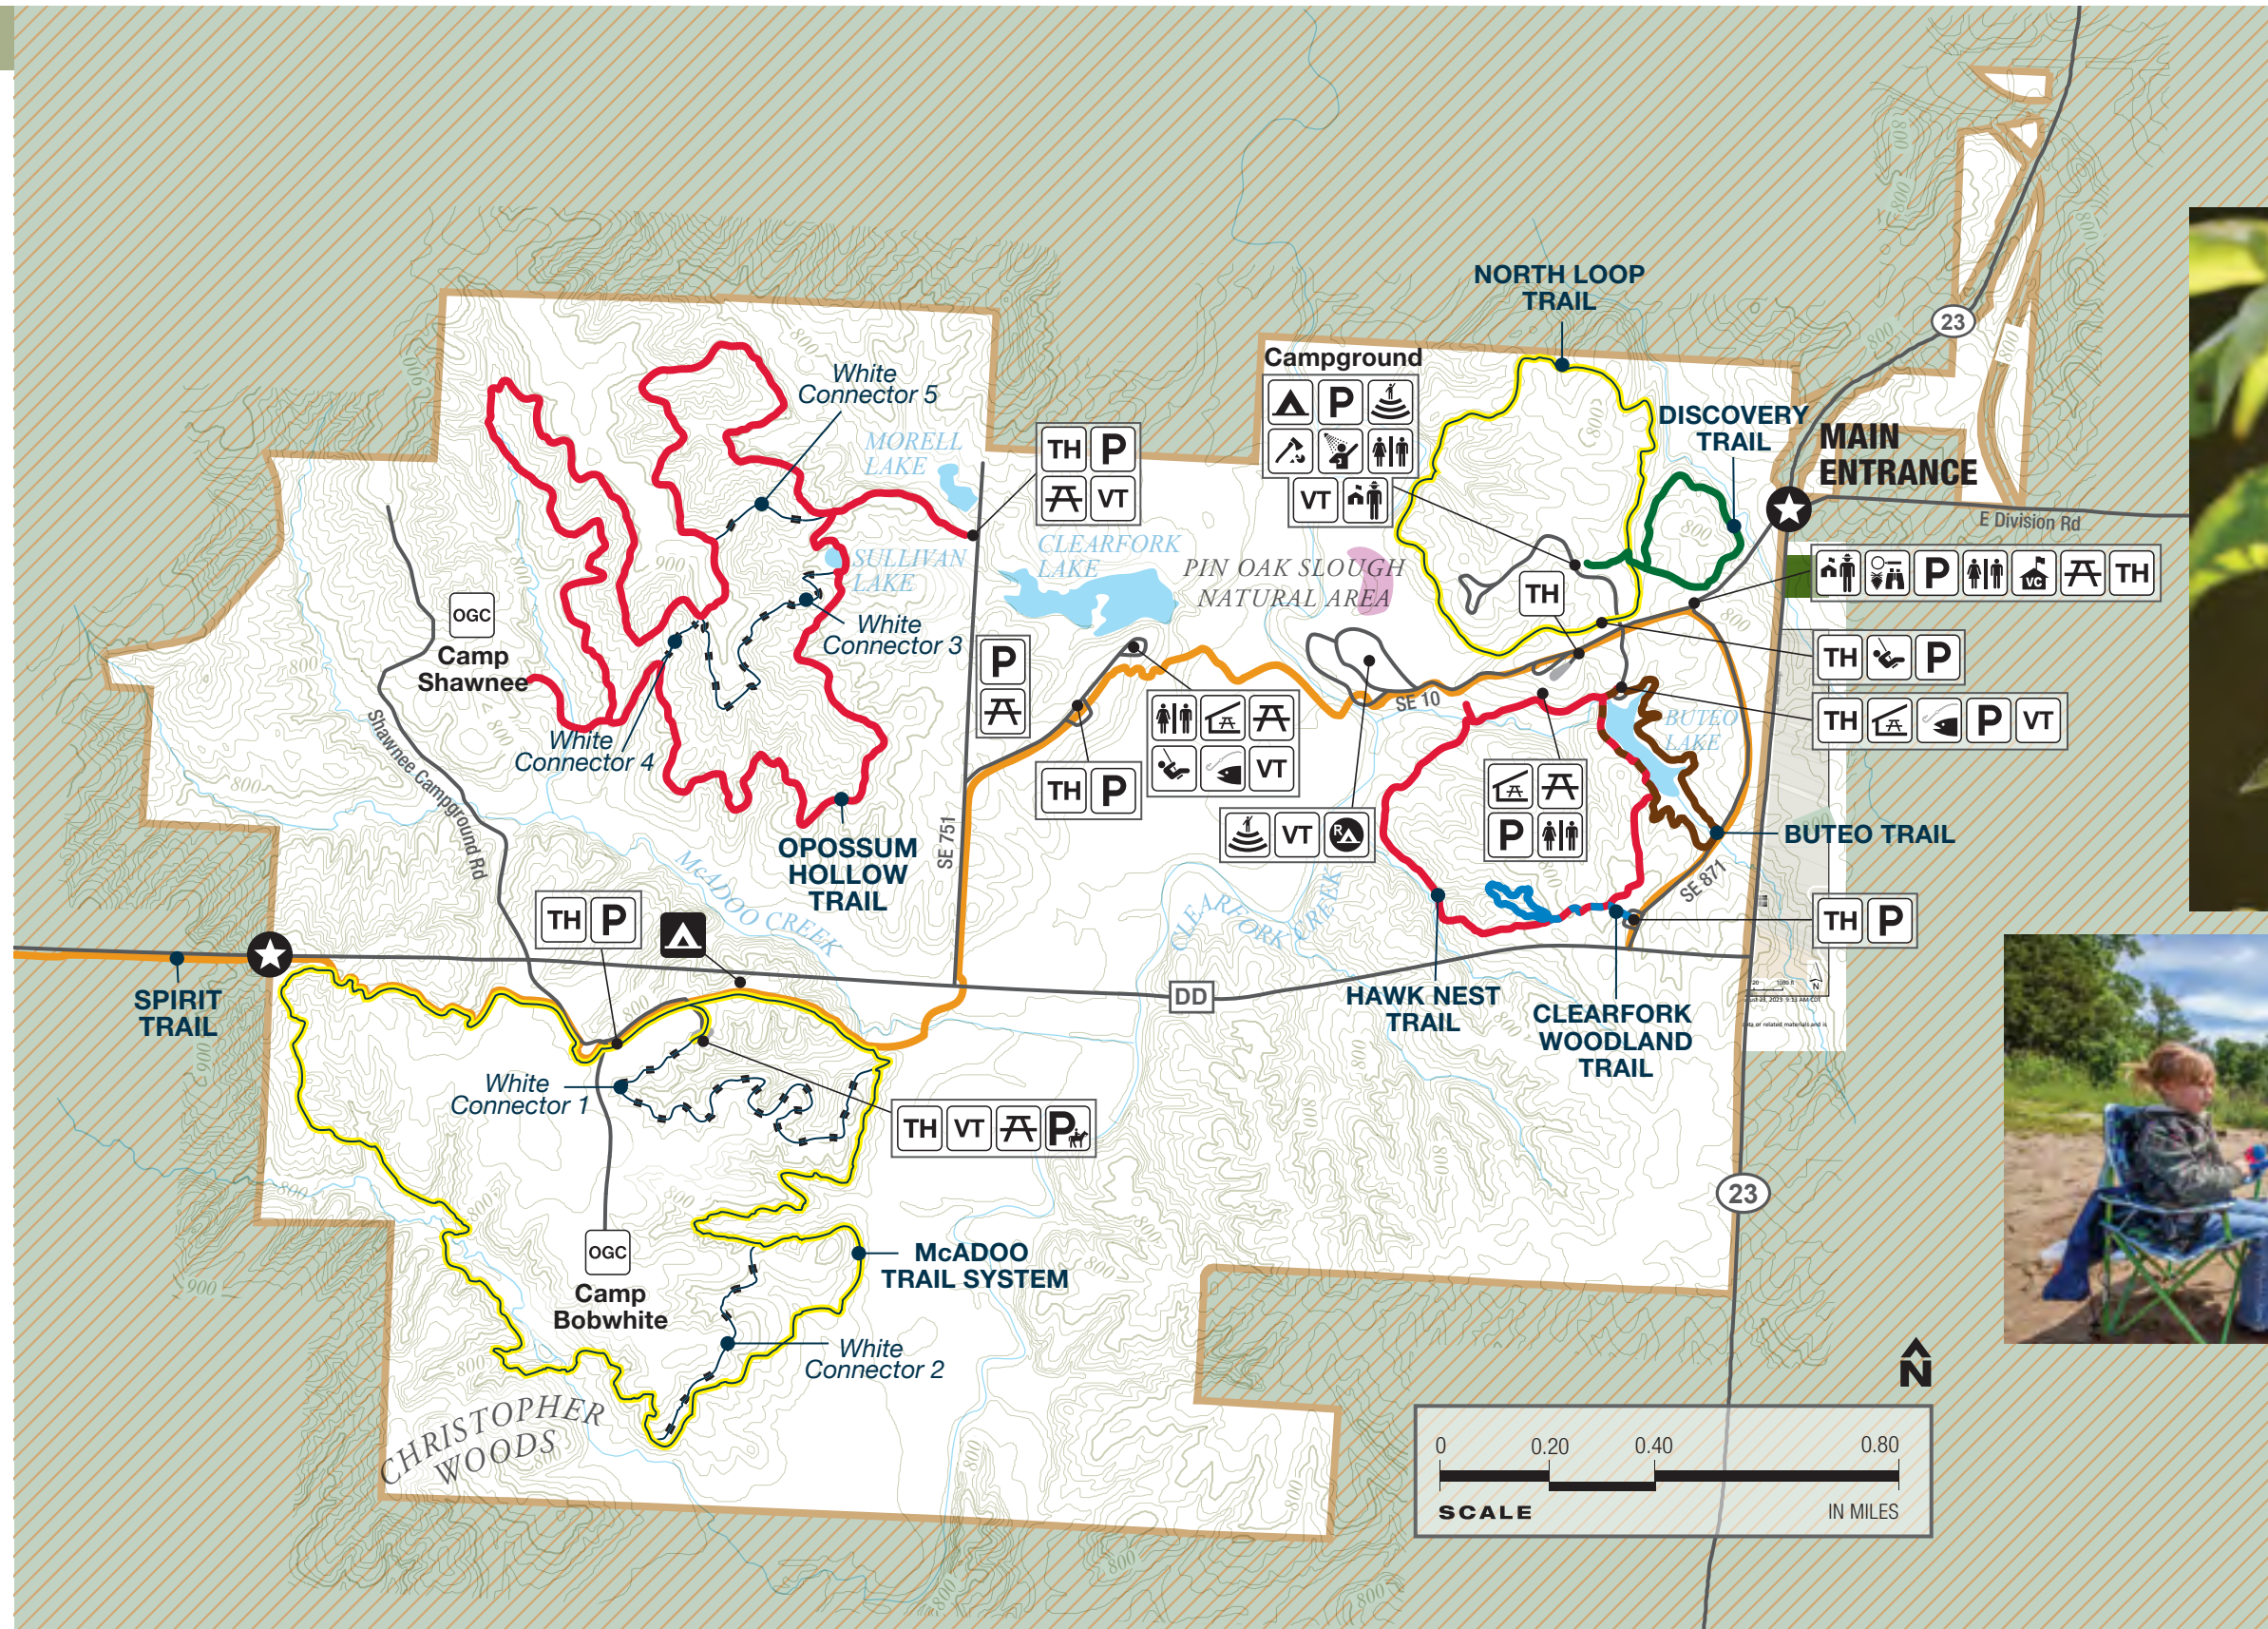 NORTH LOOP
TRAIL
23
Campground
P
VT
White
Connector 5
DISCOVERY
TRAIL
MAIN
ENTRANCE
MORELL
LAKE
TH P
VT
800
E Division Rd
CLEARFORK
LAKE
PIN OAK SLOUGH
NATURAL AREA
SULLIVAN
LAKE
900
TH
P VC TH
OGC
Camp
Shawnee
White
Connector 3
P
TH P
SE 10
BUTEO
LAKE
TH P VT
VT
White
Connector 4
Shawnee Campground Rd
TH P
P
VT R
BUTEO TRAIL
OPOSSUM
HOLLOW
TRAIL
SE 751
McADOO CREEK
CLEARFORK CREEK
SE 871
TH P
TH P
SPIRIT
TRAIL
DD
HAWK NEST
TRAIL
CLEARFORK
WOODLAND
TRAIL
White
Connector 1
TH VT P
23
OGC
Camp
Bobwhite
McADOO
TRAIL SYSTEM
White
Connector 2
CHRISTOPHER
WOODS
N
0 0.20 0.40 0.80
SCALE IN MILES